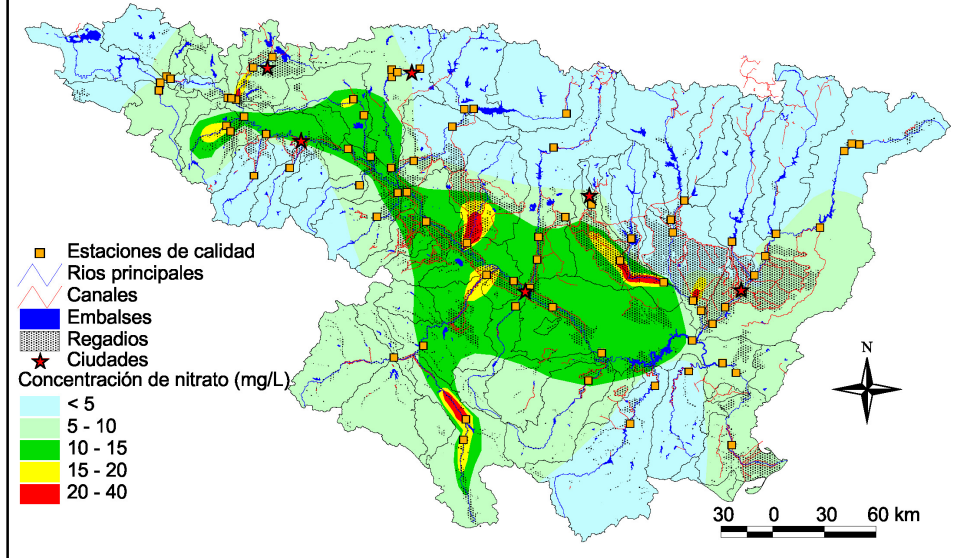 Estaciones de calidad
Rios principales
Canales
Embalses
Regadios
Ciudades
Concentración de nitrato (mg/L)
< 5
5 - 10
10 - 15
15 - 20
20 - 40
N
30 0 30 60 km